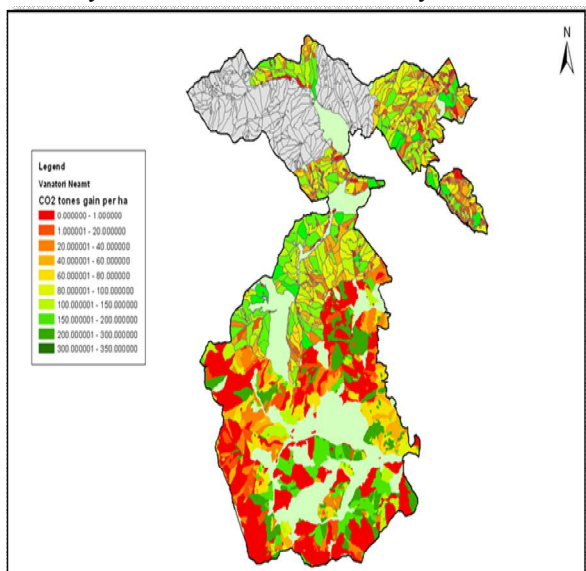 N
Legend
Vanatori Neamt
CO2 tones gain per ha
0.000000 - 1.000000
1.000001 - 20.000000
20.000001 - 40.000000
40.000001 - 60.000000
60.000001 - 80.000000
80.000001 - 100.000000
100.000001 - 150.000000
150.000001 - 200.000000
200.000001 - 300.000000
300.000001 - 350.000000